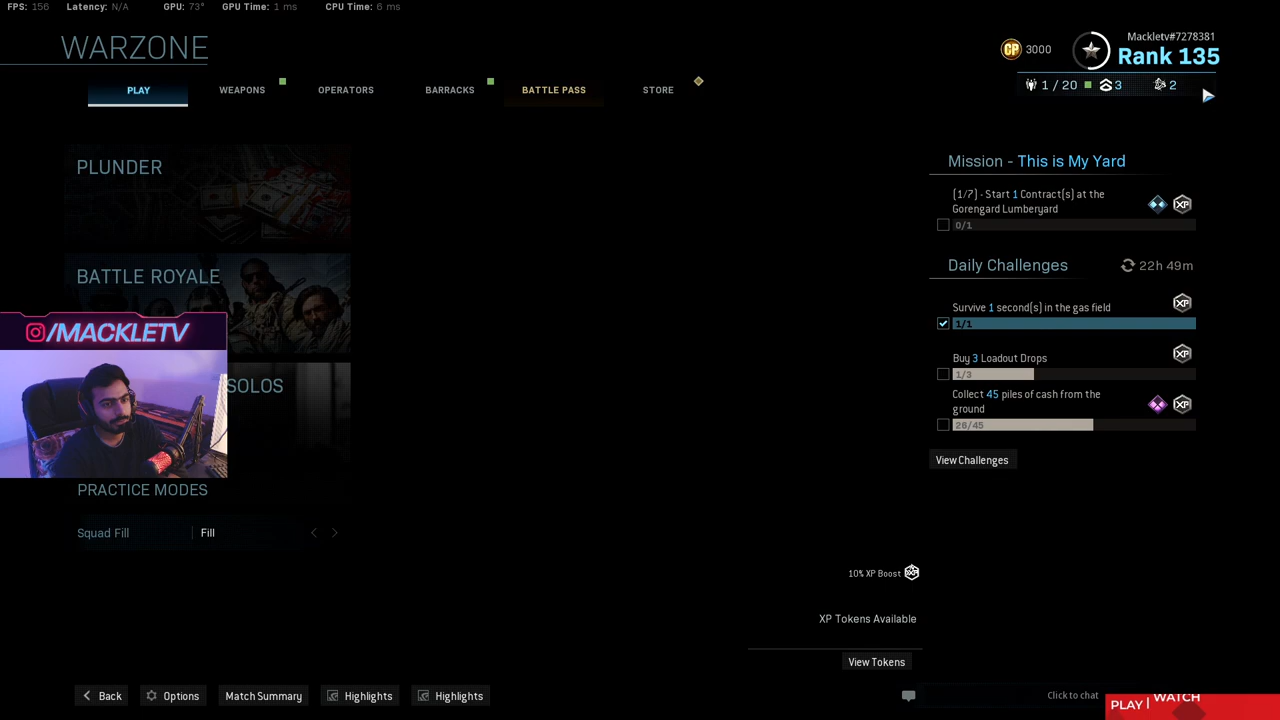 FPS: 156 Latency: N/A GPU: 73° GPU Time: 1 ms CPU Time: 6 ms
WARZONE
Mackletv#7278381
CP 3000
Rank 135
1 / 20 3 2
PLAY WEAPONS OPERATORS BARRACKS BATTLE PASS STORE
PLUNDER
BATTLE ROYALE
/MACKLETV
SOLOS
PRACTICE MODES
Squad Fill Fill
Mission - This is My Yard
(1/7) - Start 1 Contract(s) at the
Gorengard Lumberyard
XP
0/1
Daily Challenges 22h 49m
Survive 1 second(s) in the gas field
XP
1/1
Buy 3 Loadout Drops
XP
1/3
Collect 45 piles of cash from the
ground
XP
26/45
View Challenges
10% XP Boost
XP Tokens Available
View Tokens
Back Options Match Summary Highlights Highlights
Click to chat
PLAY | WATCH